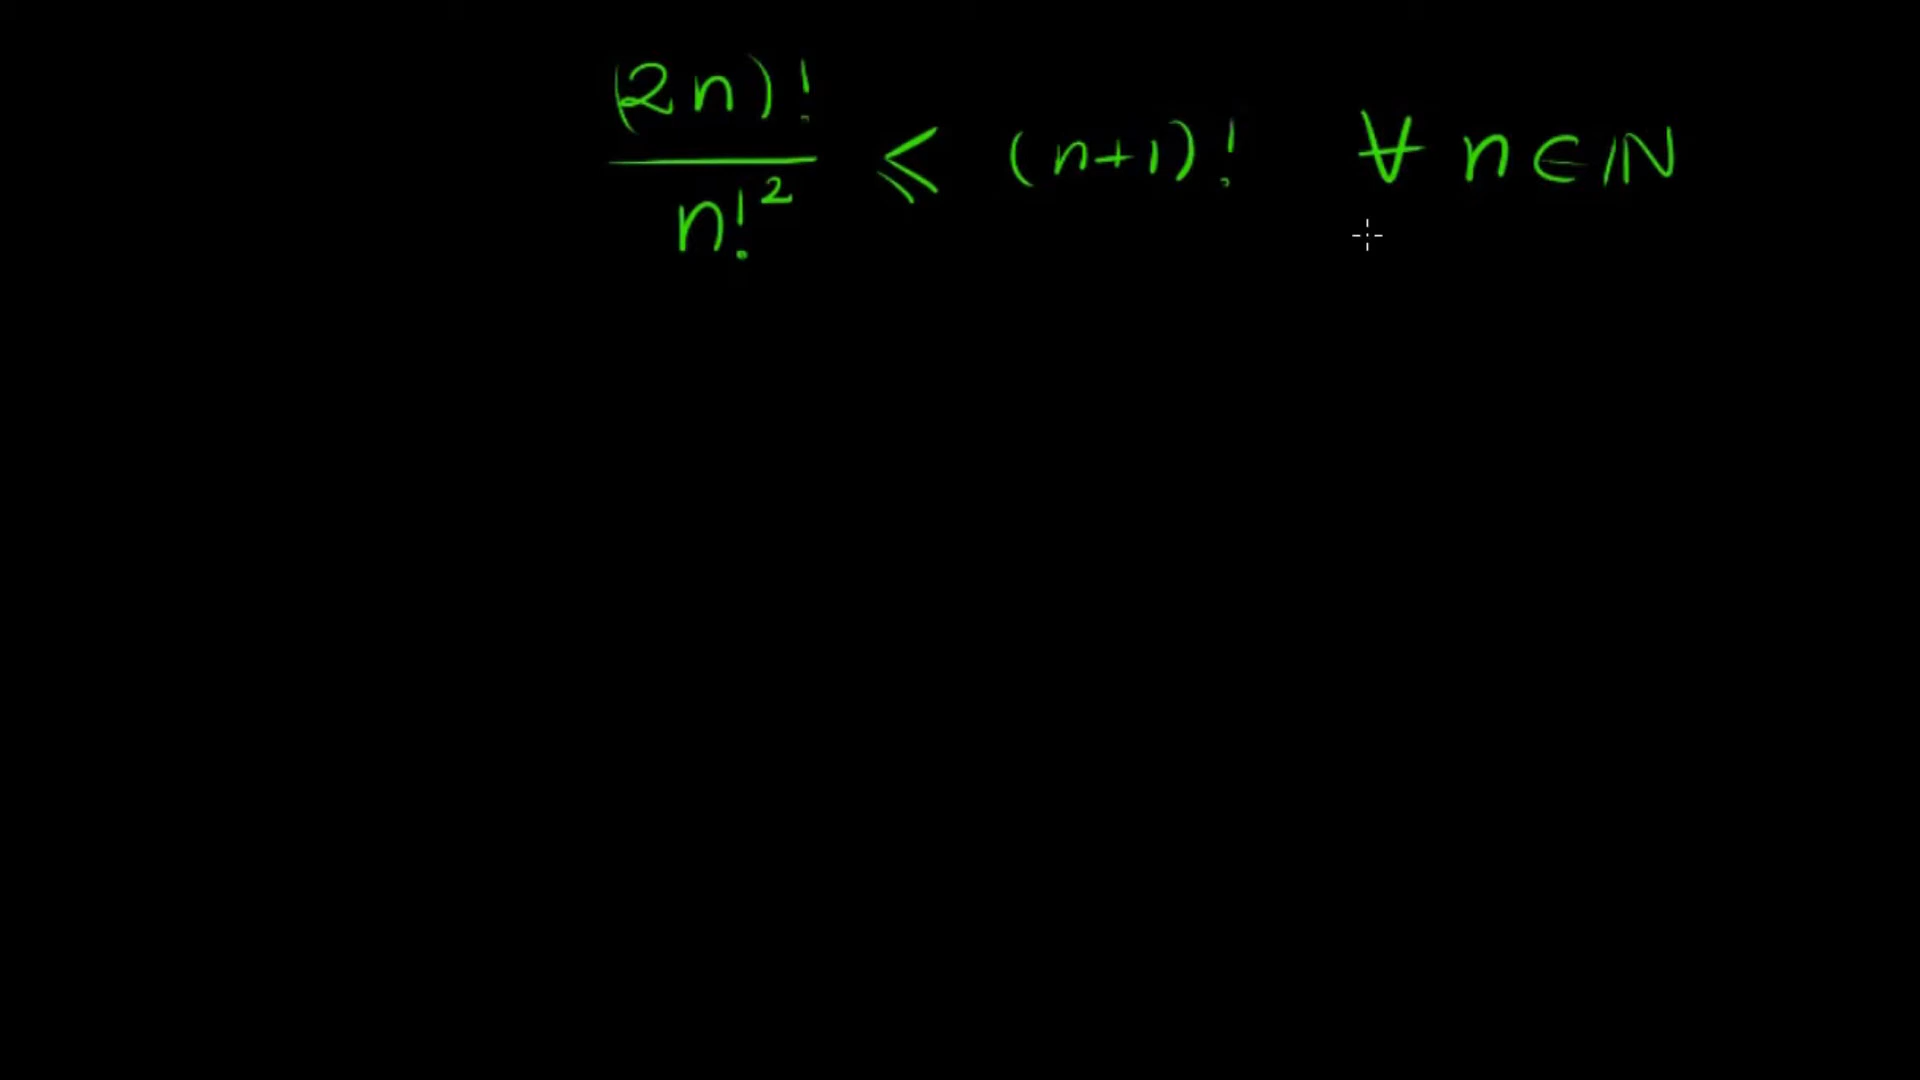 (2n)!/n!² ⩽ (n+1)! ∀ n ∈ ℕ